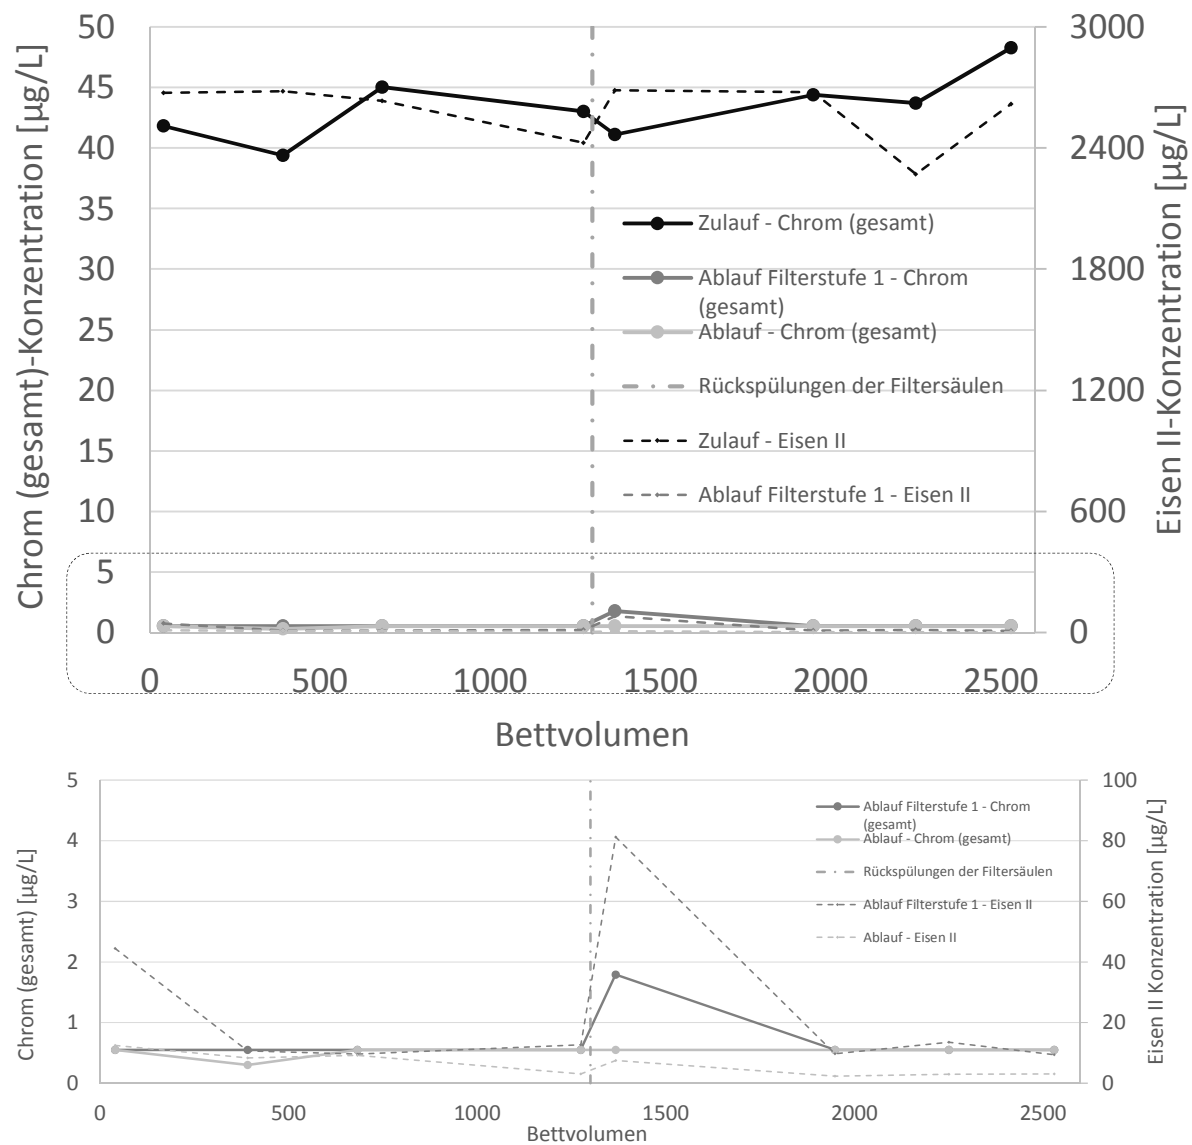 Chrom (gesamt)-Konzentration [µg/L]
50
45
40
35
30
25
20
15
10
5
0
3000
2400
1800
1200
600
0
Eisen II-Konzentration [µg/L]
Zulauf - Chrom (gesamt)
Ablauf Filterstufe 1 - Chrom
(gesamt)
Ablauf - Chrom (gesamt)
Rückspülungen der Filtersäulen
Zulauf - Eisen II
Ablauf Filterstufe 1 - Eisen II
0 500 1000 1500 2000 2500
Bettvolumen
Chrom (gesamt) [µg/L]
5
4
3
2
1
0
100
80
60
40
20
0
Eisen II Konzentration [µg/L]
Ablauf Filterstufe 1 - Chrom
(gesamt)
Ablauf - Chrom (gesamt)
Rückspülungen der Filtersäulen
Ablauf Filterstufe 1 - Eisen II
Ablauf - Eisen II
0 500 1000 1500 2000 2500
Bettvolumen